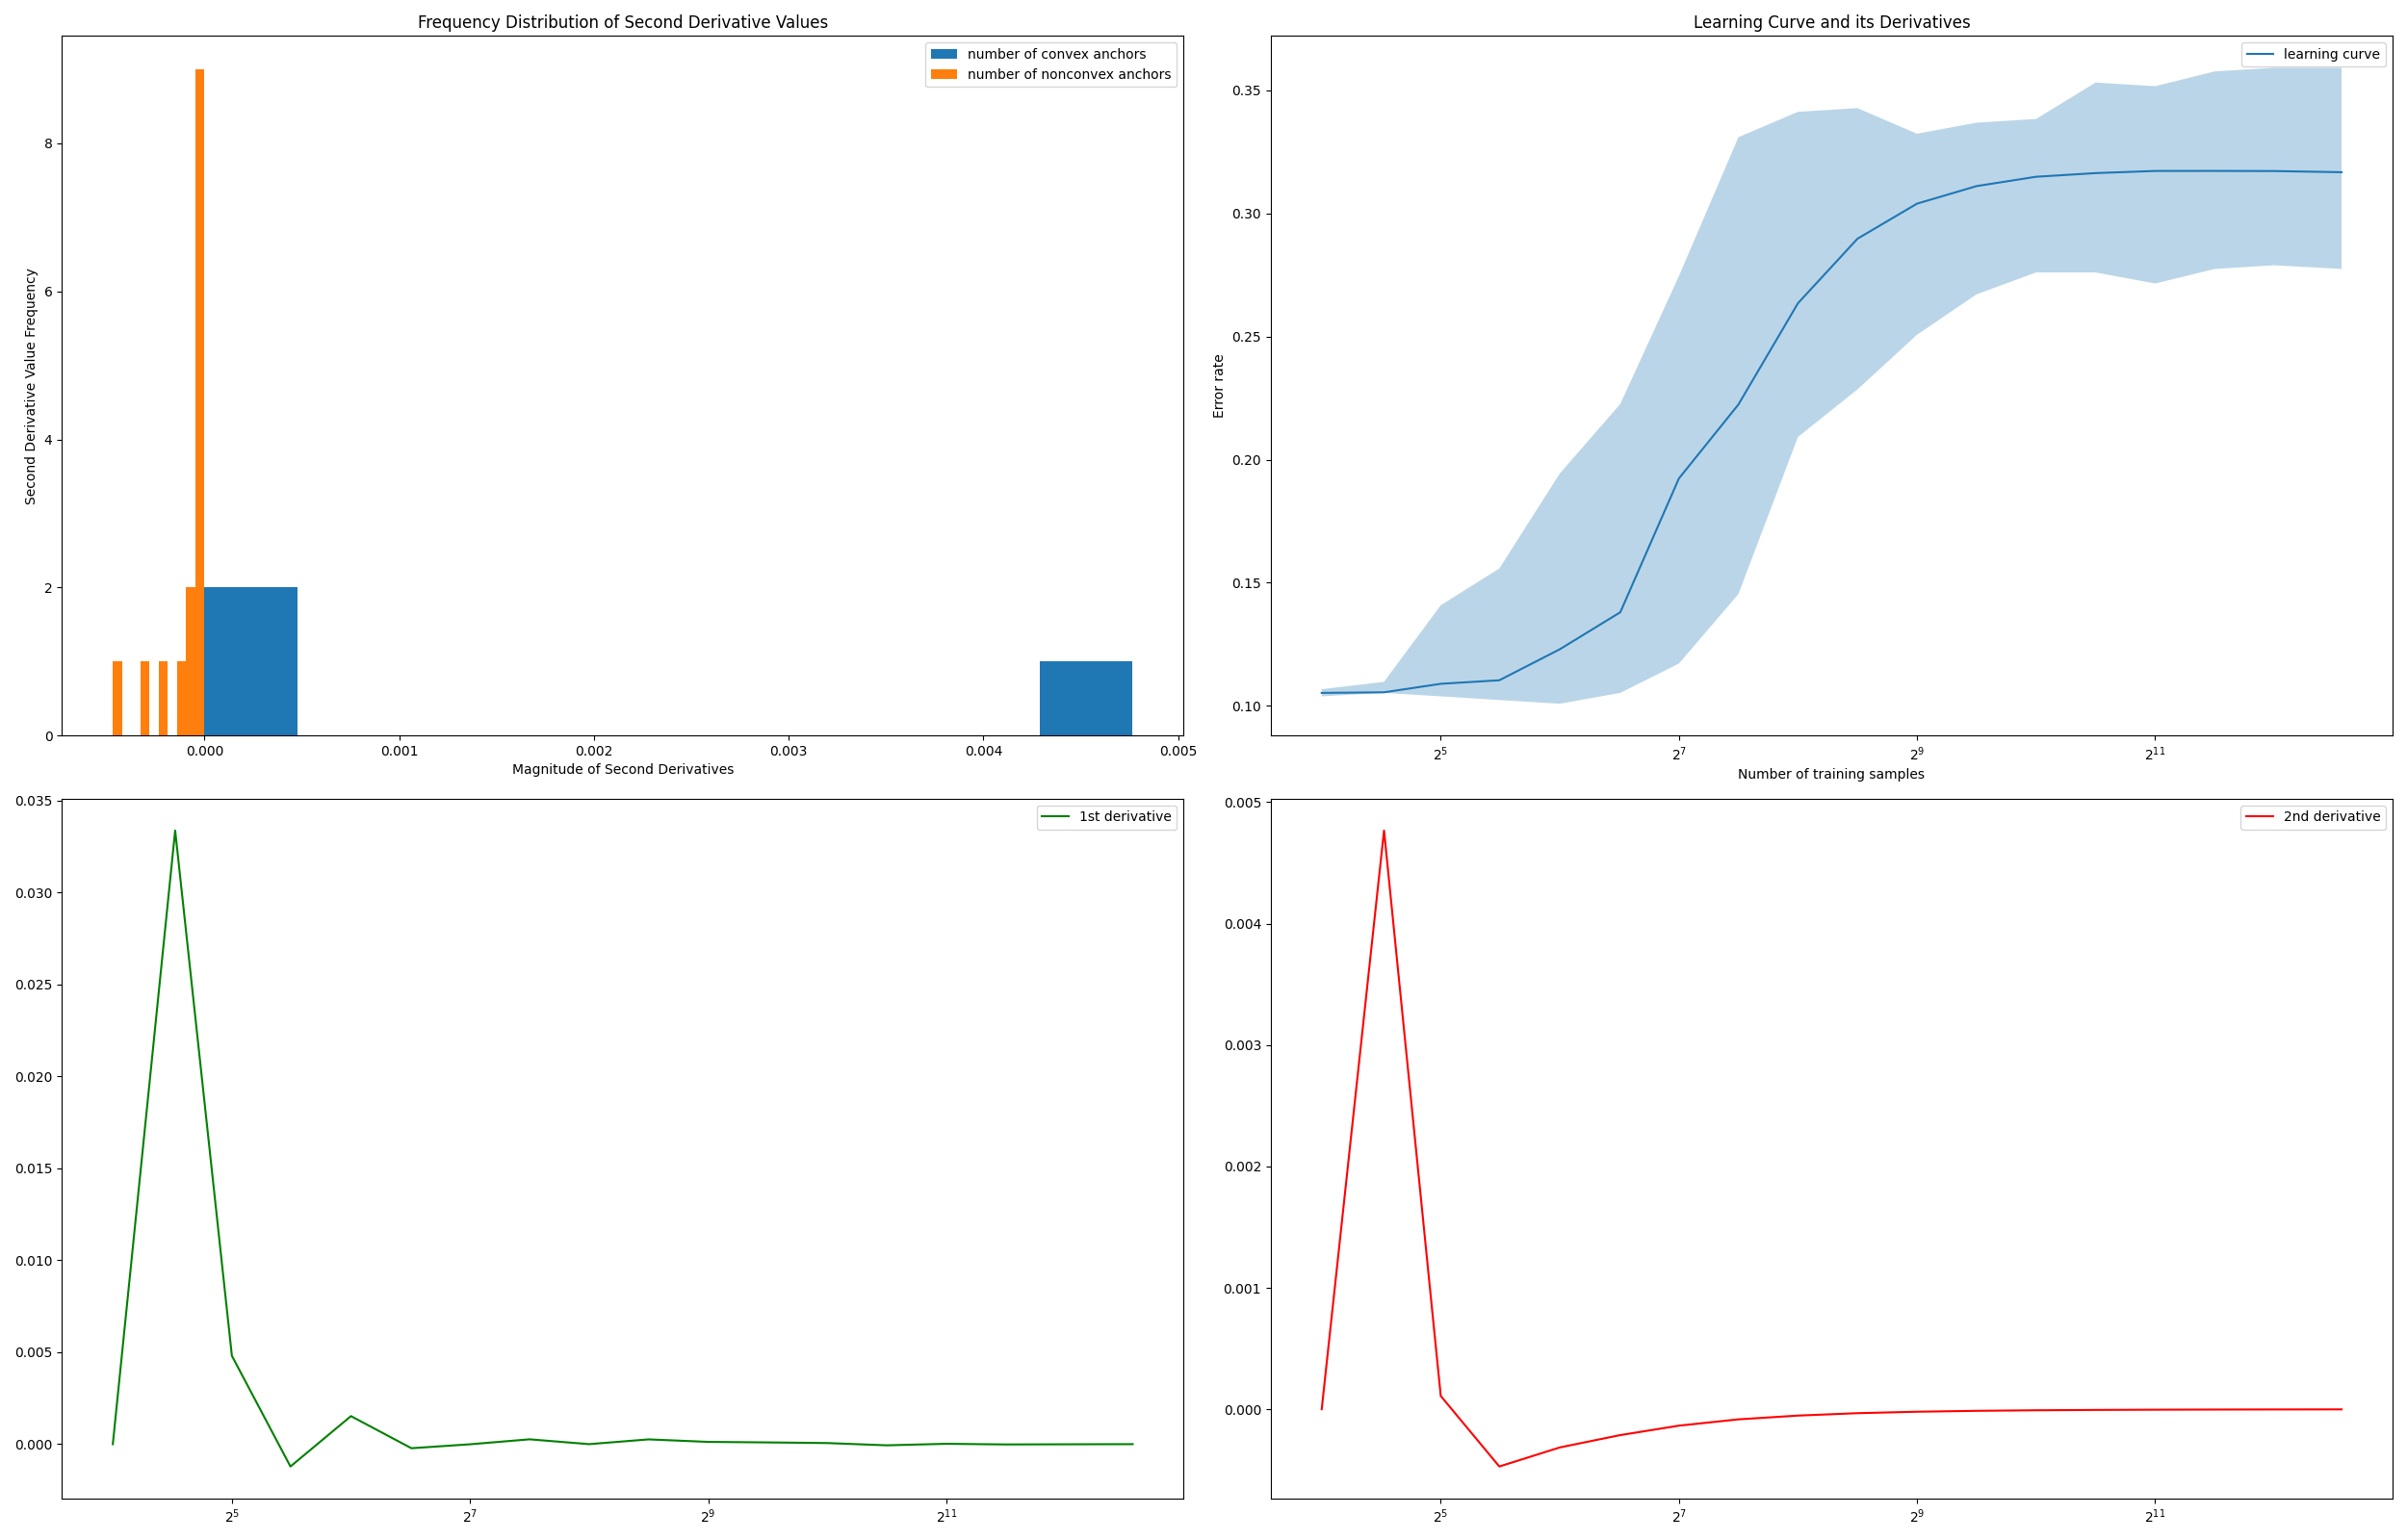 Frequency Distribution of Second Derivative Values
number of convex anchors
number of nonconvex anchors
Second Derivative Value Frequency
8
6
4
2
0
0.000 0.001 0.002 0.003 0.004 0.005
Magnitude of Second Derivatives
Learning Curve and its Derivatives
learning curve
Error rate
0.35
0.30
0.25
0.20
0.15
0.10
2⁵ 2⁷ 2⁹ 2¹¹
Number of training samples
1st derivative
0.035
0.030
0.025
0.020
0.015
0.010
0.005
0.000
2⁵ 2⁷ 2⁹ 2¹¹
2nd derivative
0.005
0.004
0.003
0.002
0.001
0.000
2⁵ 2⁷ 2⁹ 2¹¹